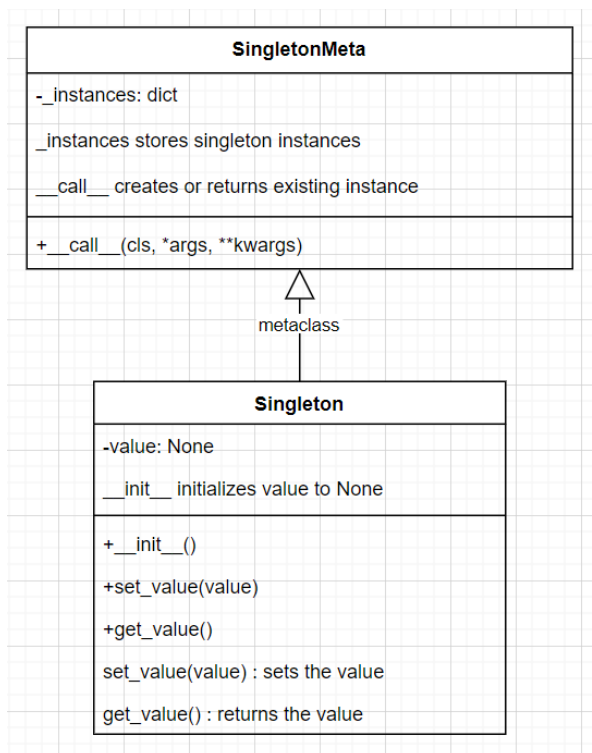 SingletonMeta
-_instances: dict
_instances stores singleton instances
__call__ creates or returns existing instance
+__call__(cls, *args, **kwargs)
metaclass
Singleton
-value: None
__init__ initializes value to None
+__init__()
+set_value(value)
+get_value()
set_value(value) : sets the value
get_value() : returns the value